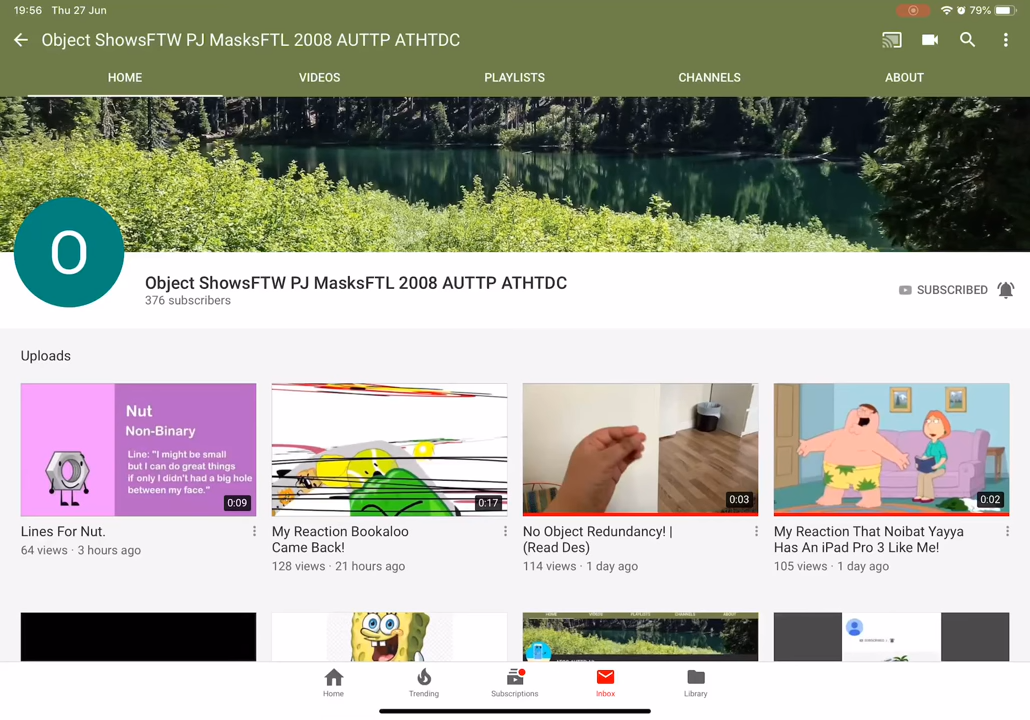 19:56 Thu 27 Jun
79%
Object ShowsFTW PJ MasksFTL 2008 AUTTP ATHTDC
HOME
VIDEOS
PLAYLISTS
CHANNELS
ABOUT
O
Object ShowsFTW PJ MasksFTL 2008 AUTTP ATHTDC
376 subscribers
SUBSCRIBED
Uploads
Nut
Non-Binary
Line: "I might be small
but I can do great things
if only I didn't had a big hole
between my face."
0:09
0:17
0:03
0:02
Lines For Nut.
64 views · 3 hours ago
My Reaction Bookaloo
Came Back!
128 views · 21 hours ago
No Object Redundancy! |
(Read Des)
114 views · 1 day ago
My Reaction That Noibat Yayya
Has An iPad Pro 3 Like Me!
105 views · 1 day ago
HOME
VIDEOS
PLAYLISTS
CHANNELS
ABOUT
Home
Trending
Subscriptions
Inbox
Library